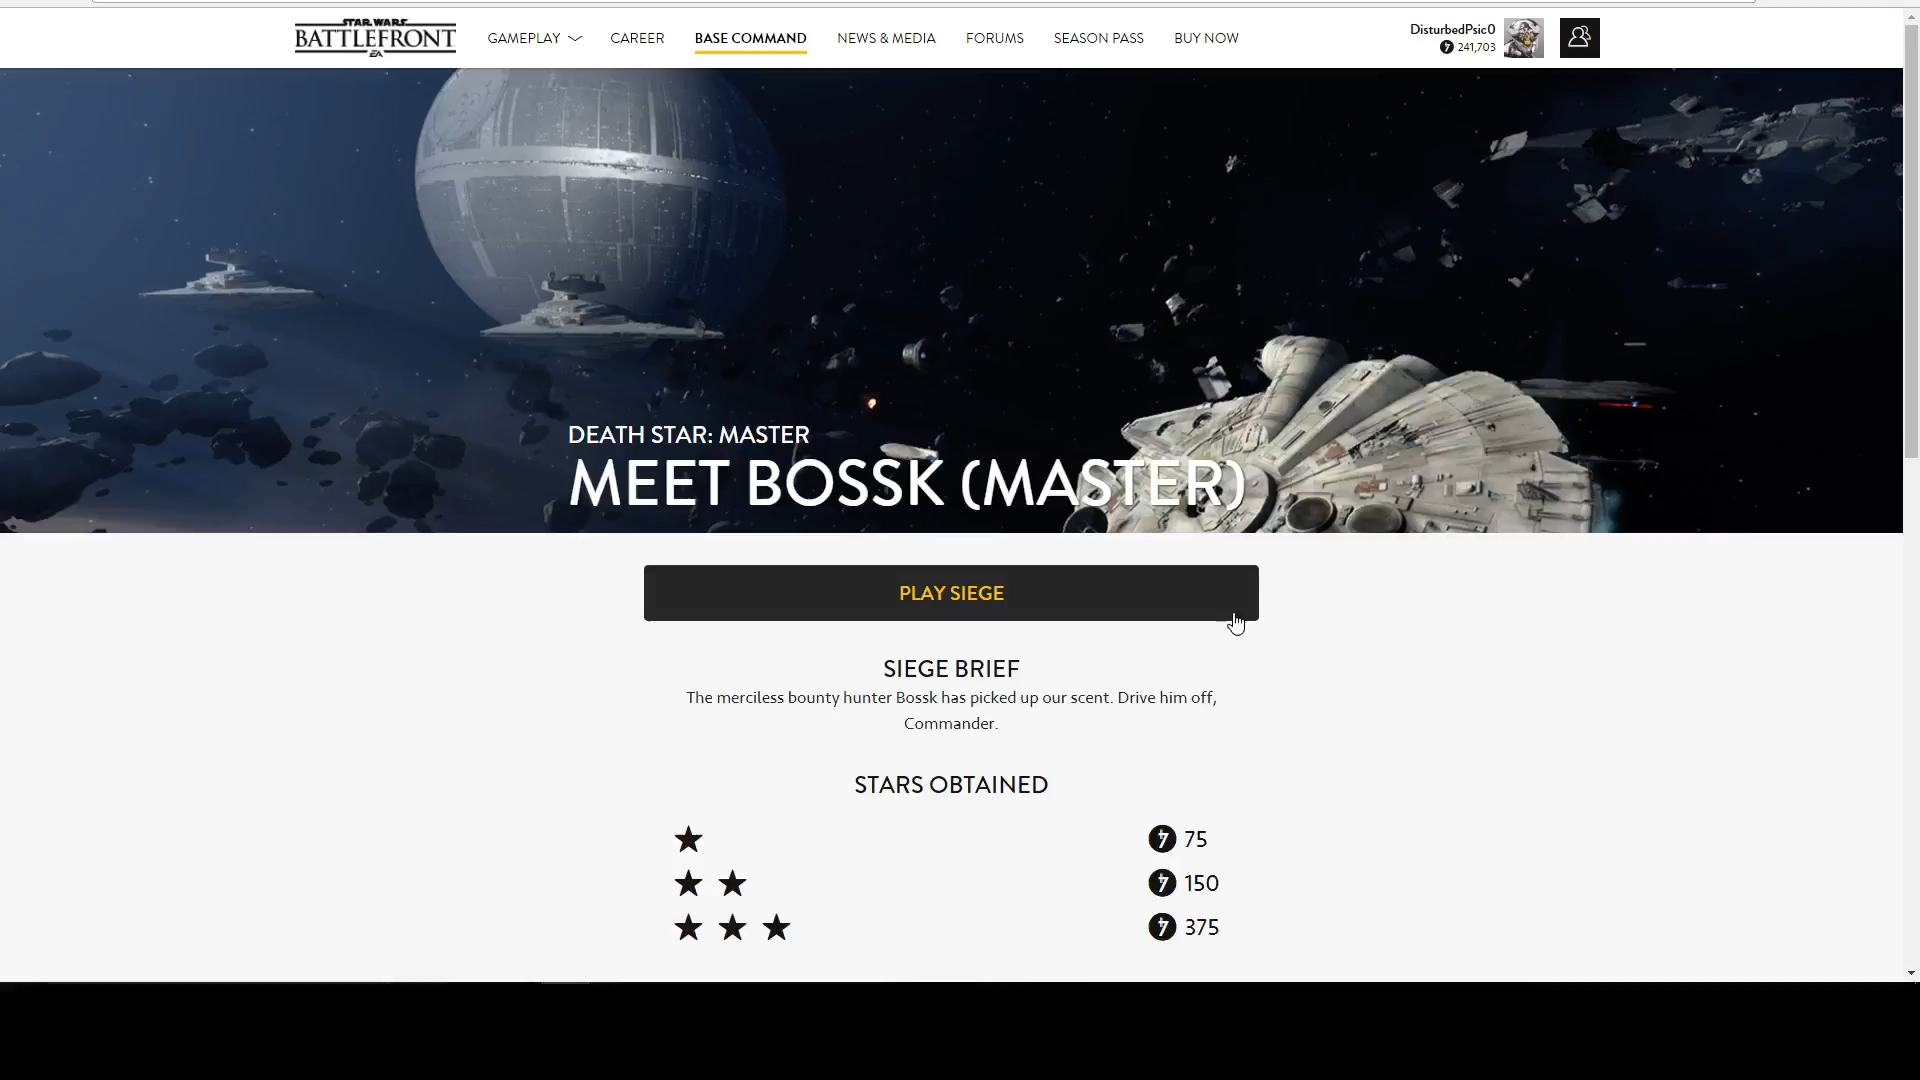 STAR WARS
BATTLEFRONT
EA
GAMEPLAY
CAREER
BASE COMMAND
NEWS & MEDIA
FORUMS
SEASON PASS
BUY NOW
DisturbedPsic0
241,703
DEATH STAR: MASTER
MEET BOSSK (MASTER)
PLAY SIEGE
SIEGE BRIEF
The merciless bounty hunter Bossk has picked up our scent. Drive him off,
Commander.
STARS OBTAINED
75
150
375